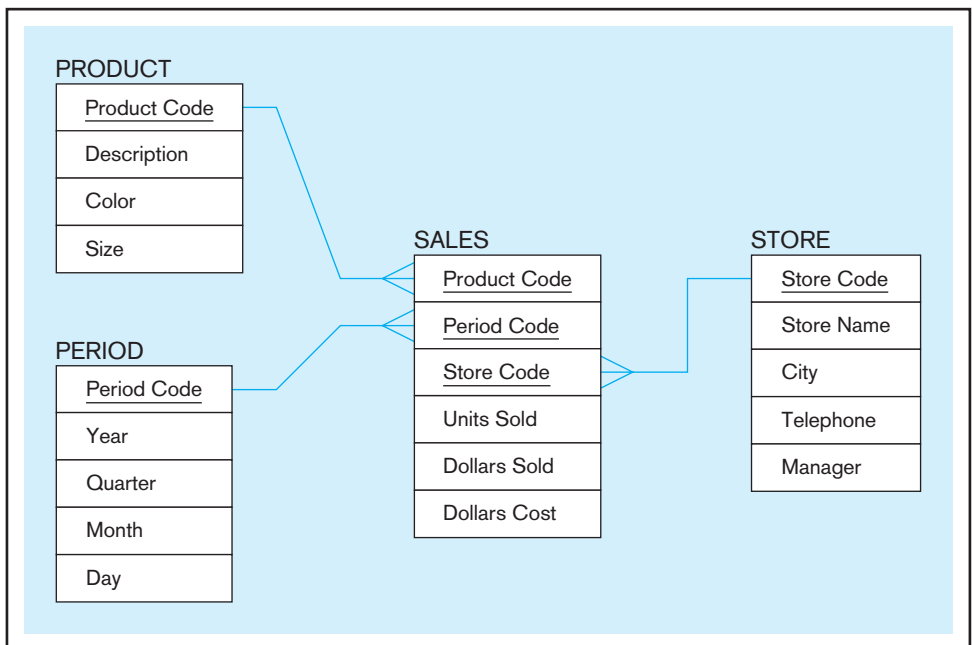 PRODUCT
Product Code
Description
Color
Size
PERIOD
Period Code
Year
Quarter
Month
Day
SALES
Product Code
Period Code
Store Code
Units Sold
Dollars Sold
Dollars Cost
STORE
Store Code
Store Name
City
Telephone
Manager